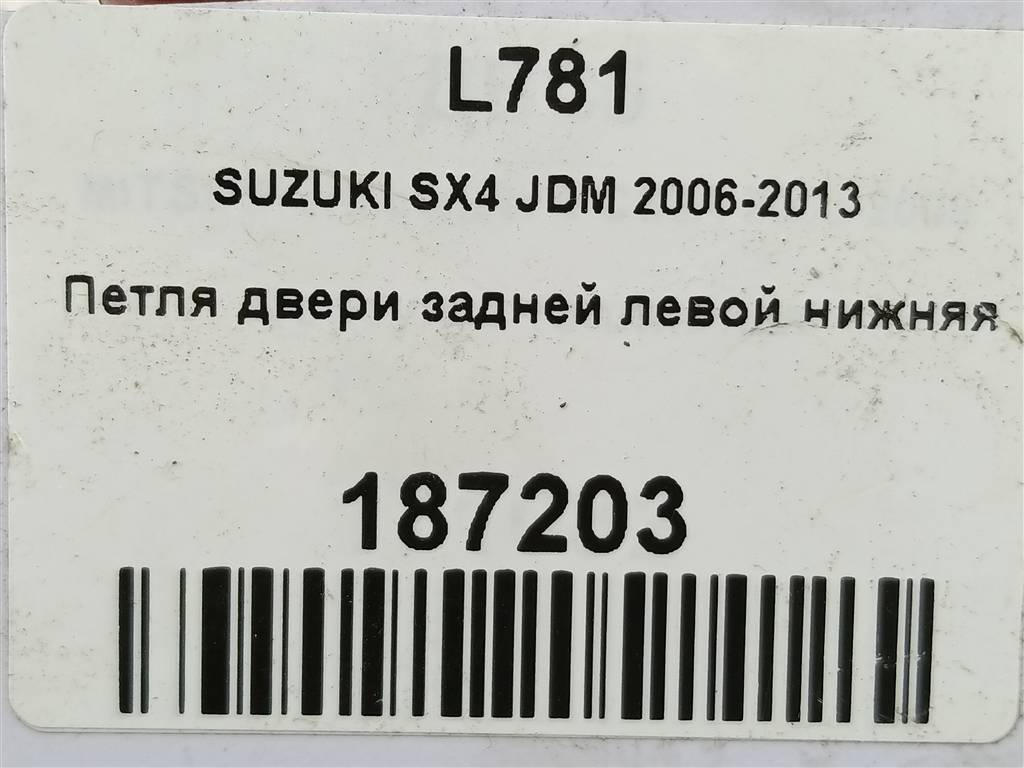 L781
SUZUKI SX4 JDM 2006-2013
Петля двери задней левой нижняя
187203